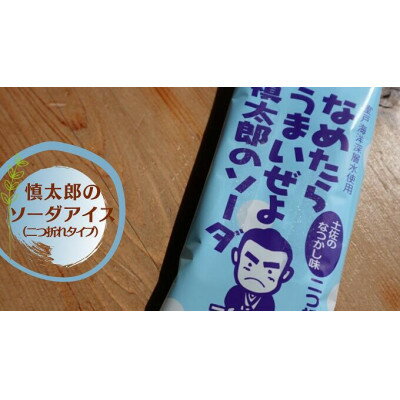 慎太郎の
ソーダアイス
(二つ折れタイプ)
室戸海洋深層水使用
なめたら
うまいぜよ
慎太郎のソーダ
土佐の
なつかし味
二つ